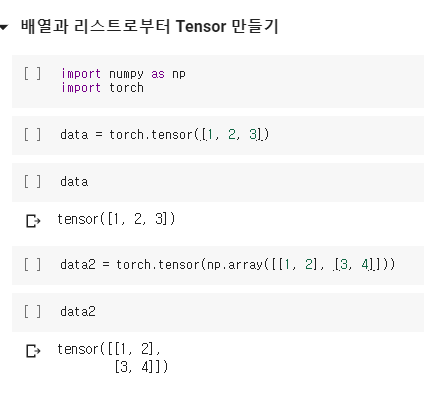 배열과 리스트로부터 Tensor 만들기
[ ] import numpy as np
import torch
[ ] data = torch.tensor([1, 2, 3])
[ ] data
tensor([1, 2, 3])
[ ] data2 = torch.tensor(np.array([[1, 2], [3, 4]]))
[ ] data2
tensor([[1, 2],
[3, 4]])